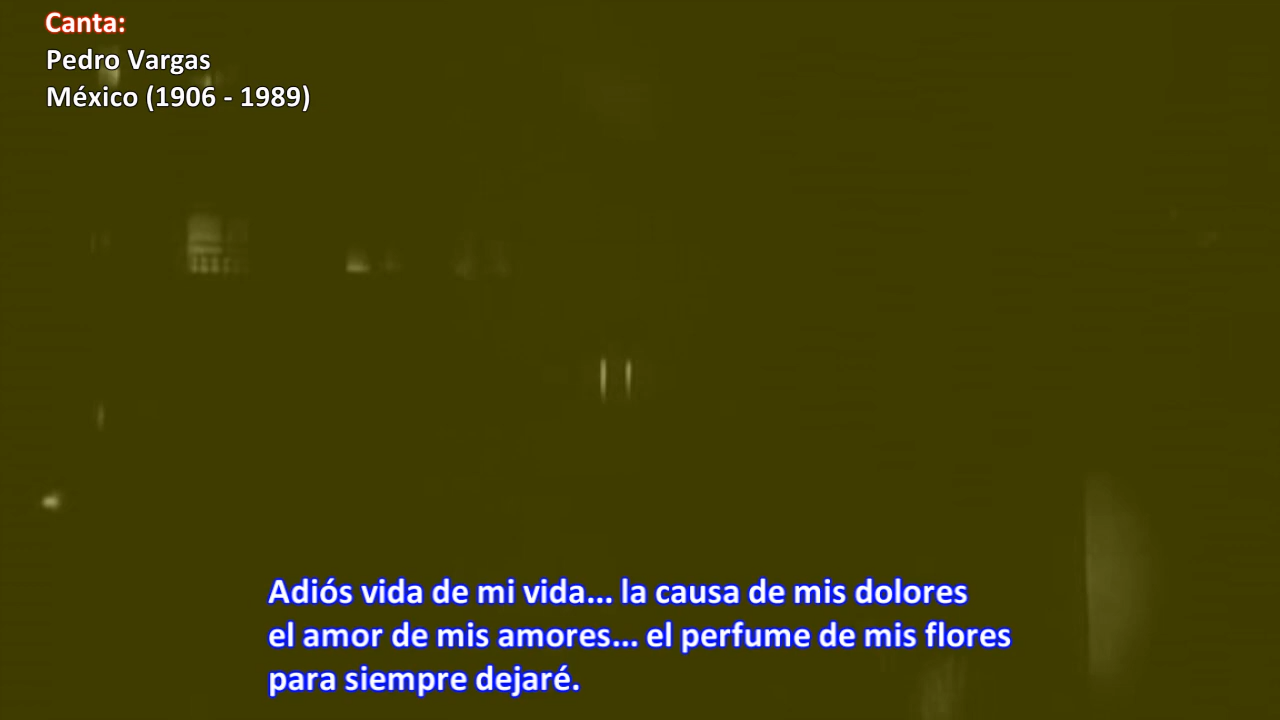 Canta:
Pedro Vargas
México (1906 - 1989)
Adiós vida de mi vida... la causa de mis dolores
el amor de mis amores... el perfume de mis flores
para siempre dejaré.